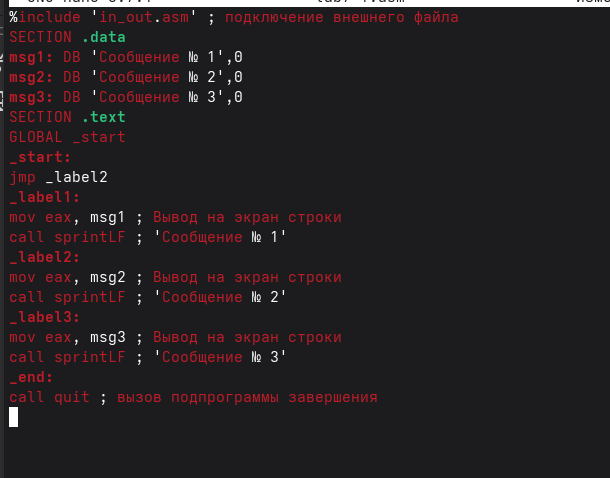 %include 'in_out.asm' ; подключение внешнего файла
SECTION .data
msg1: DB 'Сообщение № 1',0
msg2: DB 'Сообщение № 2',0
msg3: DB 'Сообщение № 3',0
SECTION .text
GLOBAL _start
_start:
jmp _label2
_label1:
mov eax, msg1 ; Вывод на экран строки
call sprintLF ; 'Сообщение № 1'
_label2:
mov eax, msg2 ; Вывод на экран строки
call sprintLF ; 'Сообщение № 2'
_label3:
mov eax, msg3 ; Вывод на экран строки
call sprintLF ; 'Сообщение № 3'
_end:
call quit ; вызов подпрограммы завершения